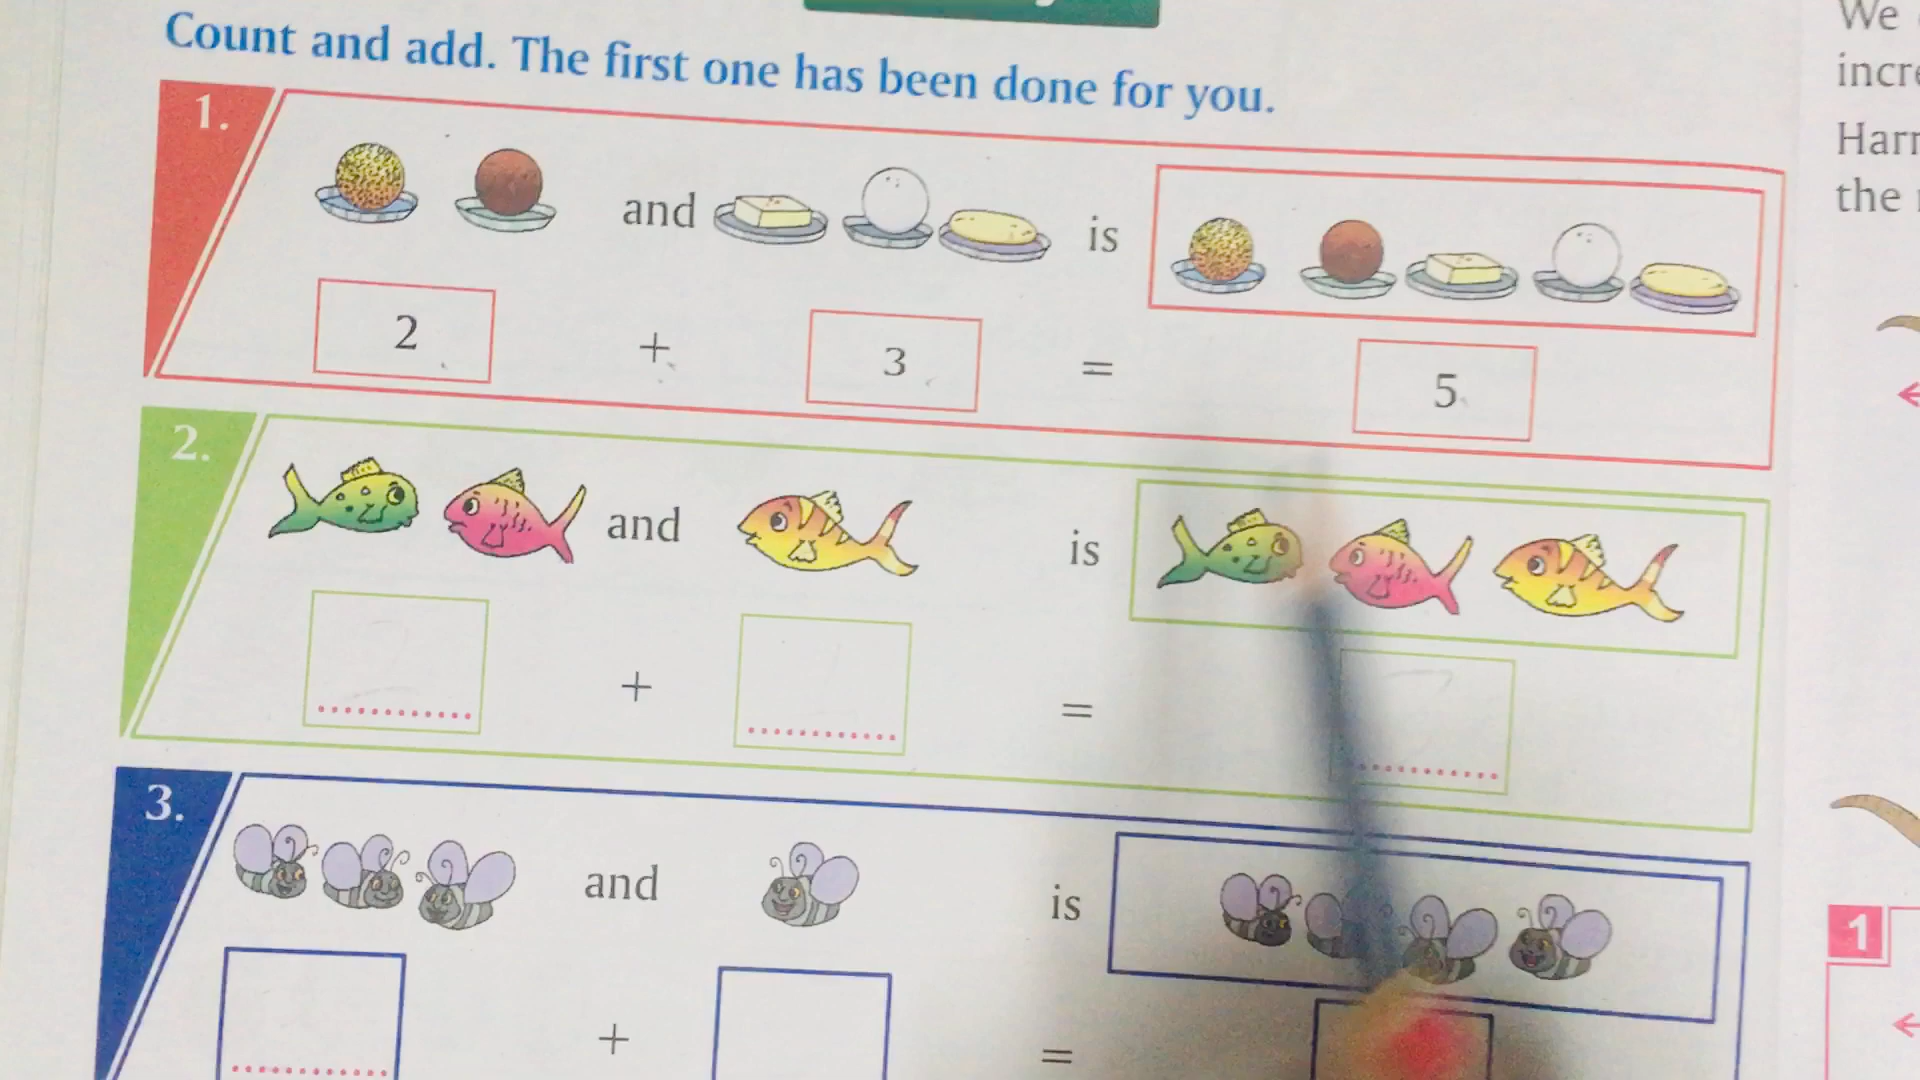 Count and add. The first one has been done for you.
1.
and
is
2 + 3 = 5
2.
and
is
+ =
3.
and
is
+ =
We
Harr
the
1